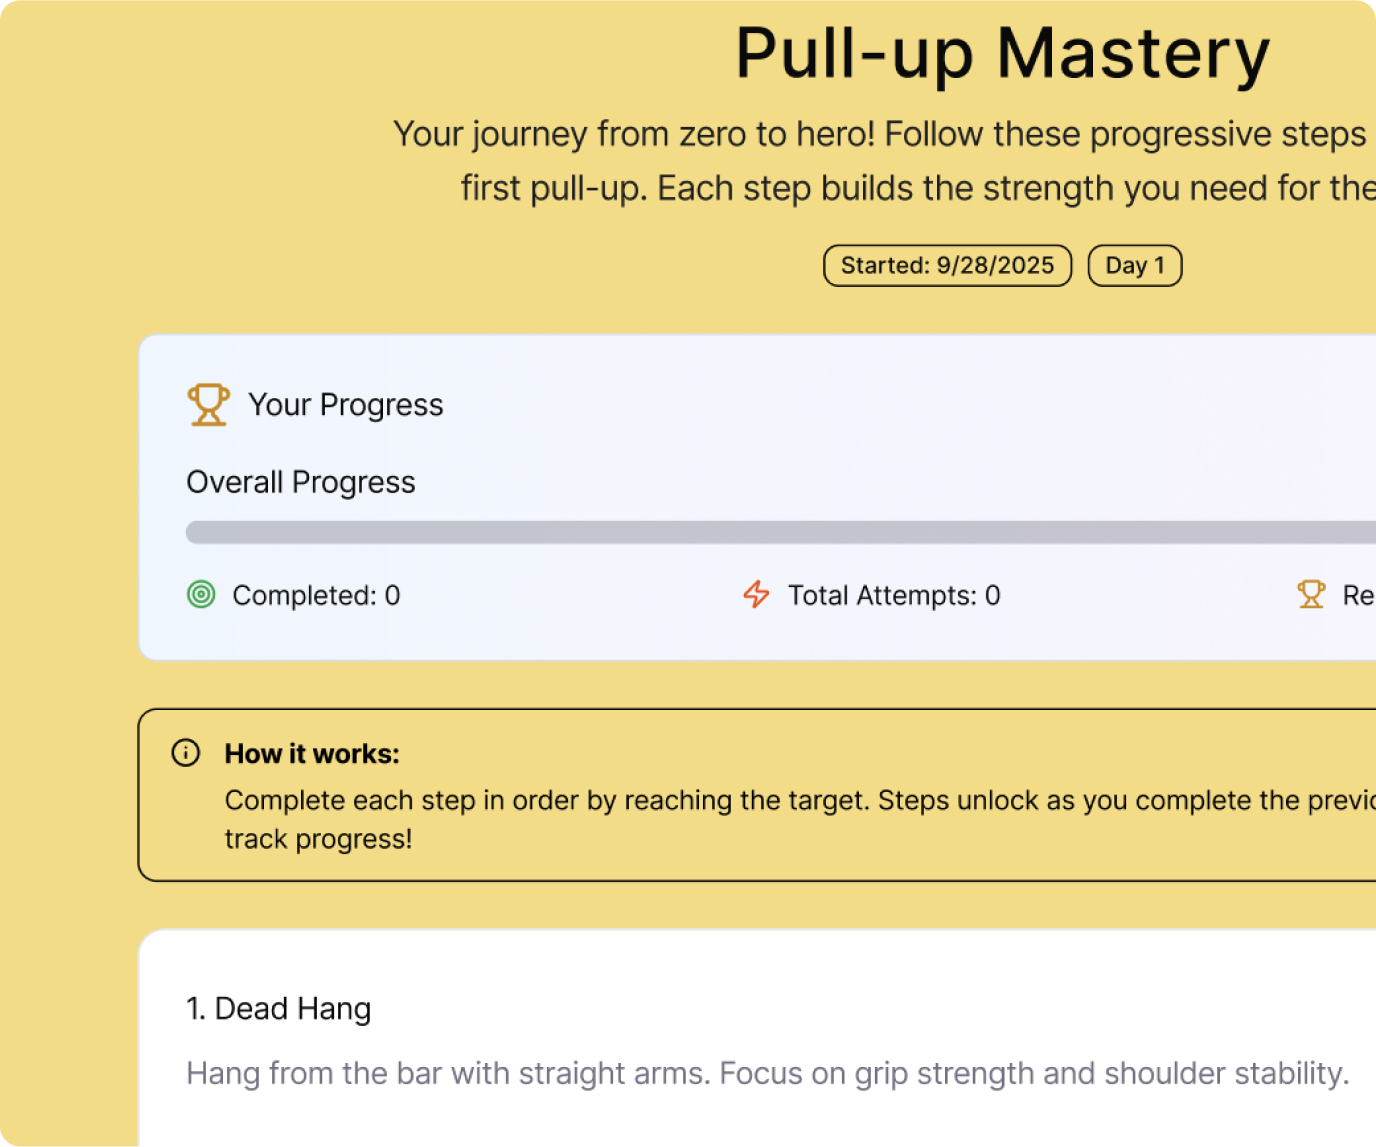 Pull-up Mastery
Your journey from zero to hero! Follow these progressive steps
first pull-up. Each step builds the strength you need for the
Started: 9/28/2025
Day 1
Your Progress
Overall Progress
Completed: 0
Total Attempts: 0
Re
How it works:
Complete each step in order by reaching the target. Steps unlock as you complete the previo
track progress!
1. Dead Hang
Hang from the bar with straight arms. Focus on grip strength and shoulder stability.